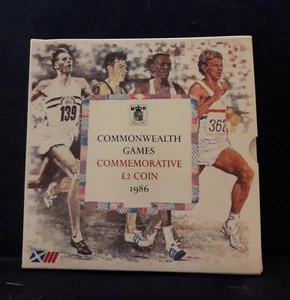 139
362
COMMONWEALTH
GAMES
COMMEMORATIVE
£2 COIN
1986